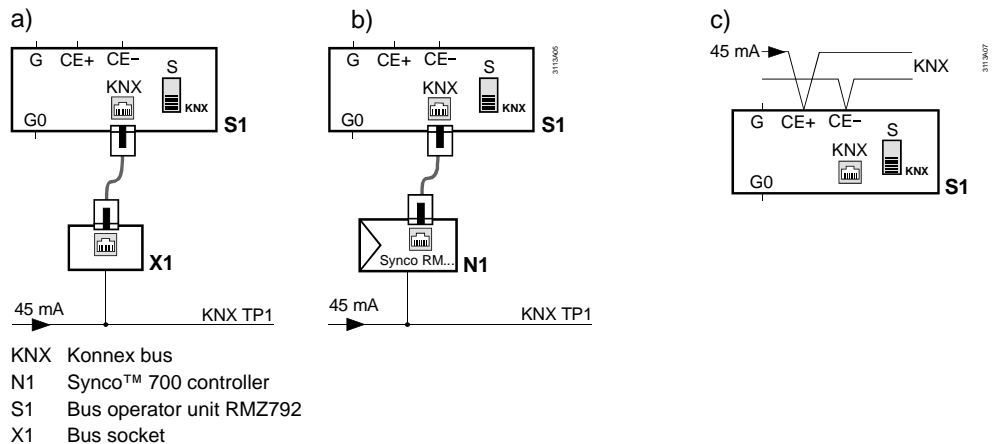 a)
G CE+ CE−
S
KNX
KNX
G0
S1
X1
45 mA
KNX TP1
b)
G CE+ CE−
S
KNX
KNX
G0
S1
3113A05
Synco RM...
N1
45 mA
KNX TP1
c)
45 mA
KNX
G CE+ CE−
S
KNX
KNX
G0
S1
3113A07
KNX Konnex bus
N1 Synco™ 700 controller
S1 Bus operator unit RMZ792
X1 Bus socket